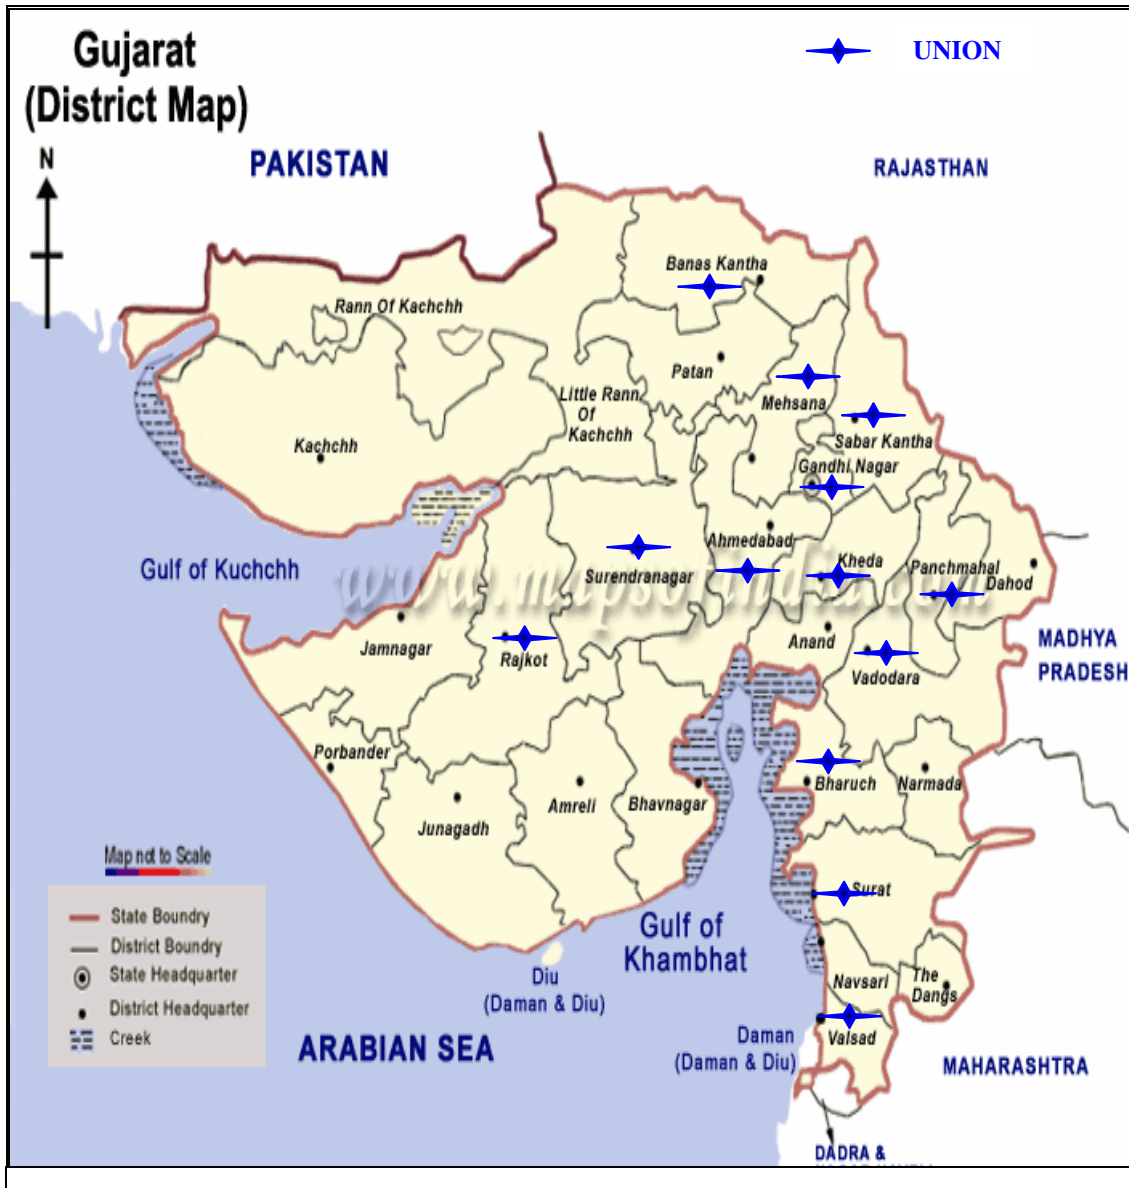 Gujarat
(District Map)
UNION
N
PAKISTAN
RAJASTHAN
Banas Kantha
Rann Of Kachchh
Patan
Mehsana
Little Rann
Of
Kachchh
Sabar Kantha
Kachchh
Gandhi Nagar
Ahmedabad
Gulf of Kuchchh
Surendranagar
Kheda
Panchmahal
Dahod
www.mapsofindia.com
Jamnagar
Rajkot
Anand
Vadodara
MADHYA
PRADESH
Porbander
Junagadh
Amreli
Bhavnagar
Bharuch
Narmada
Map not to Scale
State Boundry
District Boundry
State Headquarter
District Headquarter
Creek
Surat
Gulf of
Khambhat
Navsari
The
Dangs
Diu
(Daman & Diu)
Valsad
Daman
(Daman & Diu)
ARABIAN SEA
MAHARASHTRA
DADRA &